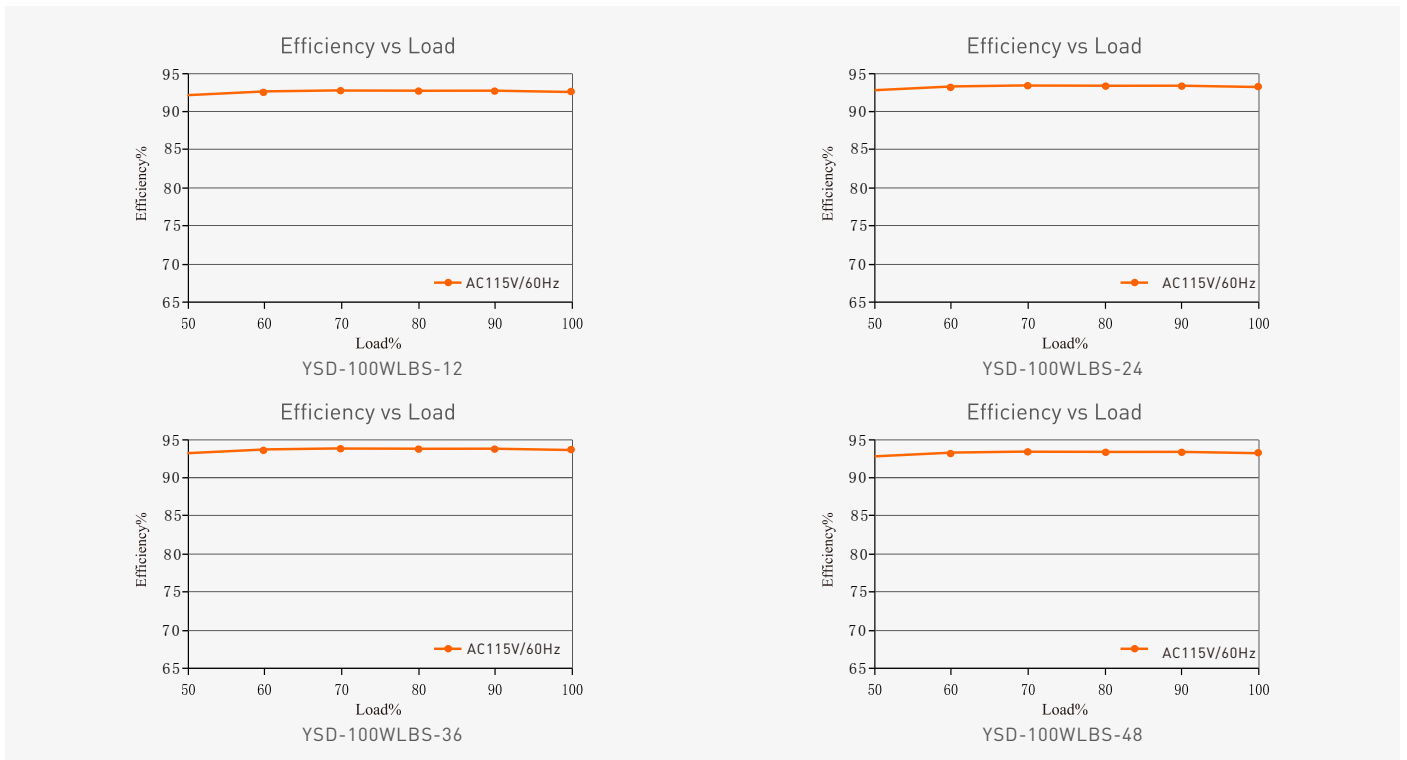 Efficiency vs Load
95
90
85
80
75
70
65
Efficiency%
AC115V/60Hz
50 60 70 80 90 100
Load%
YSD-100WLBS-12
Efficiency vs Load
95
90
85
80
75
70
65
Efficiency%
AC115V/60Hz
50 60 70 80 90 100
Load%
YSD-100WLBS-24
Efficiency vs Load
95
90
85
80
75
70
65
Efficiency%
AC115V/60Hz
50 60 70 80 90 100
Load%
YSD-100WLBS-36
Efficiency vs Load
95
90
85
80
75
70
65
Efficiency%
AC115V/60Hz
50 60 70 80 90 100
Load%
YSD-100WLBS-48